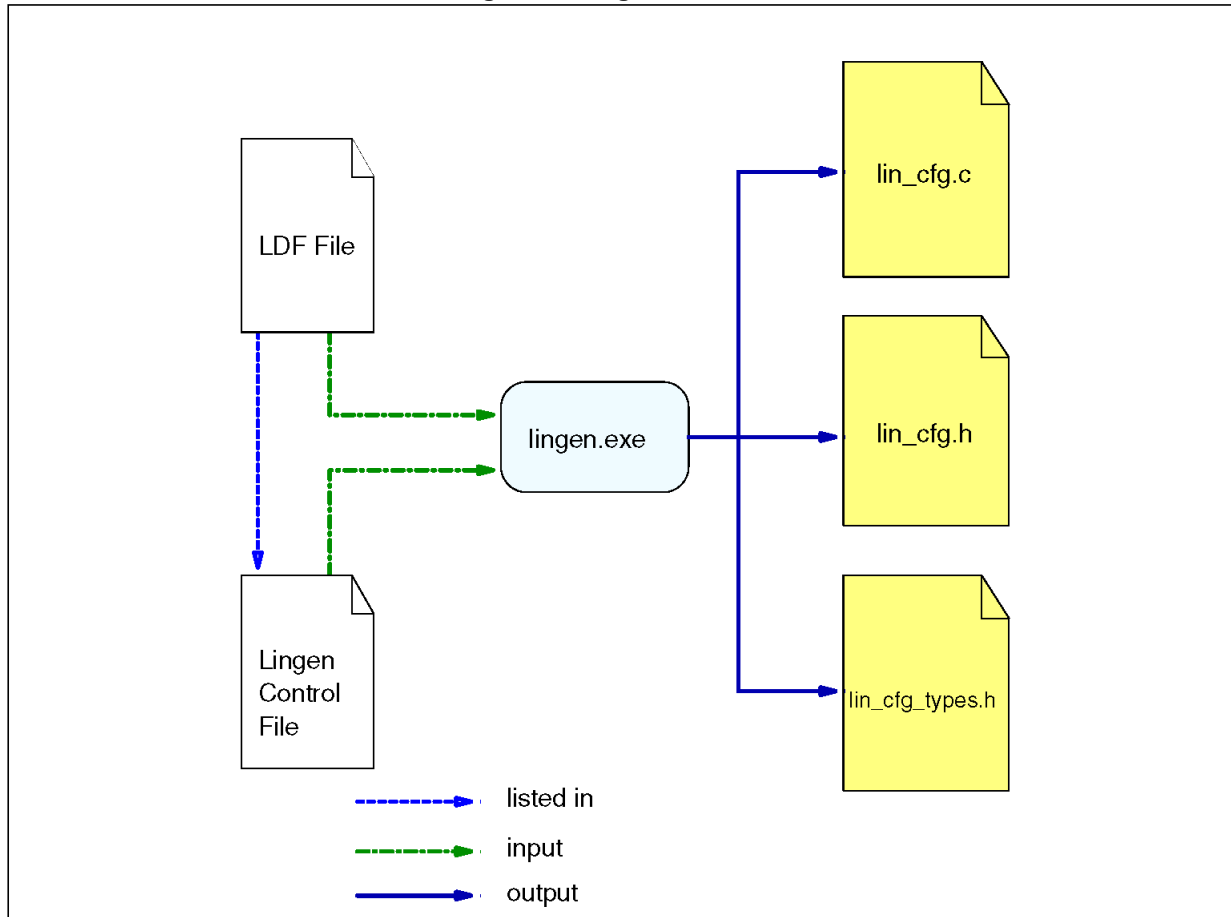 LDF File
lin_cfg.c
lingen.exe
lin_cfg.h
Lingen
Control
File
lin_cfg_types.h
listed in
input
output